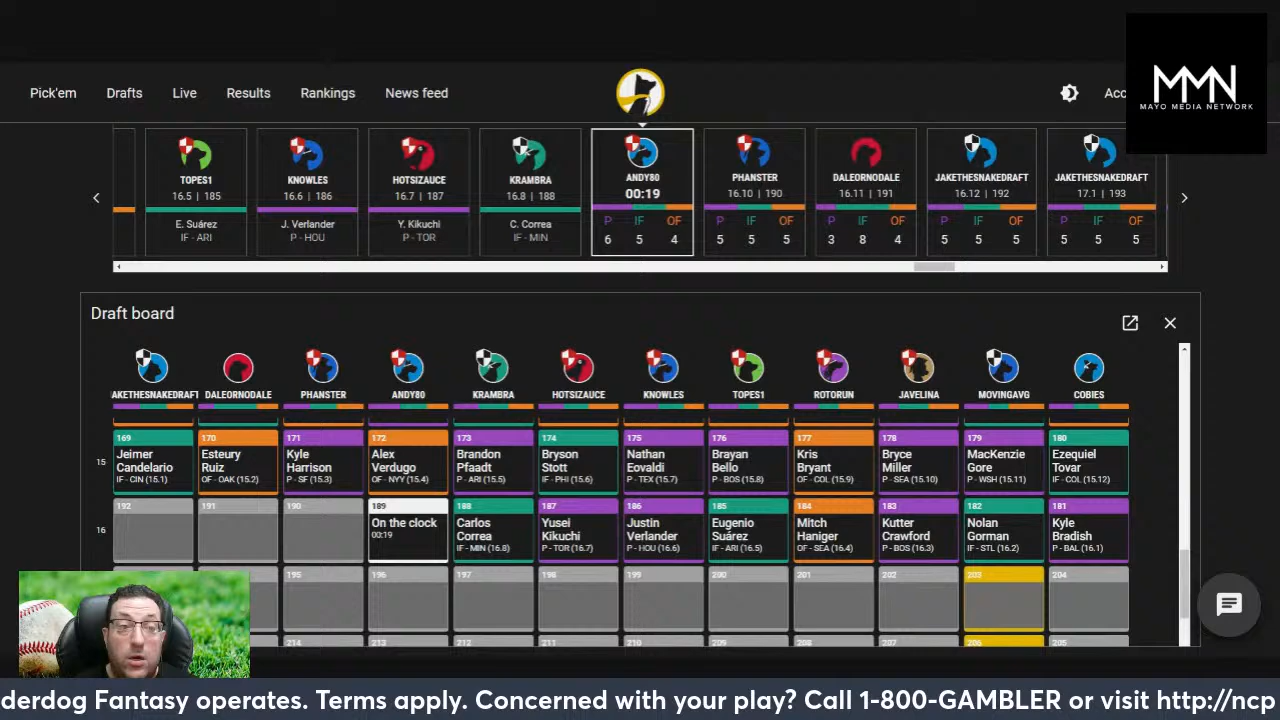 MMN
MAYO MEDIA NETWORK
Pick'em Drafts Live Results Rankings News feed Acc
TOPES1 KNOWLES HOTSIZAUCE KRAMBRA ANDY80 PHANSTER DALEORNODALE JAKETHESNAKEDRAFT JAKETHESNAKEDRAFT
16.5 | 185 16.6 | 186 16.7 | 187 16.8 | 188 00:19 16.10 | 190 16.11 | 191 16.12 | 192 17.1 | 193
E. Suárez J. Verlander Y. Kikuchi C. Correa P IF OF P IF OF P IF OF P IF OF P IF OF
IF - ARI P - HOU P - TOR IF - MIN 6 5 4 5 5 5 3 8 4 5 5 5 5 5 5
Draft board
AKETHESNAKEDRAFT DALEORNODALE PHANSTER ANDY80 KRAMBRA HOTSIZAUCE KNOWLES TOPES1 ROTORUN JAVELINA MOVINGAVG COBIES
169 170 171 172 173 174 175 176 177 178 179 180
15 Jeimer Esteury Kyle Alex Brandon Bryson Nathan Brayan Kris Bryce MacKenzie Ezequiel
Candelario Ruiz Harrison Verdugo Pfaadt Stott Eovaldi Bello Bryant Miller Gore Tovar
IF - CIN (15.1) OF - OAK (15.2) P - SF (15.3) OF - NYY (15.4) P - ARI (15.5) IF - PHI (15.6) P - TEX (15.7) P - BOS (15.8) OF - COL (15.9) P - SEA (15.10) P - WSH (15.11) IF - COL (15.12)
192 191 190 189 188 187 186 185 184 183 182 181
16 On the clock Carlos Yusei Justin Eugenio Mitch Kutter Nolan Kyle
00:19 Correa Kikuchi Verlander Suárez Haniger Crawford Gorman Bradish
IF - MIN (16.8) P - TOR (16.7) P - HOU (16.6) IF - ARI (16.5) OF - SEA (16.4) P - BOS (16.3) IF - STL (16.2) P - BAL (16.1)
195 196 197 198 199 200 201 202 203 204
214 213 212 211 210 209 208 207 206 205
derdog Fantasy operates. Terms apply. Concerned with your play? Call 1-800-GAMBLER or visit http://ncp